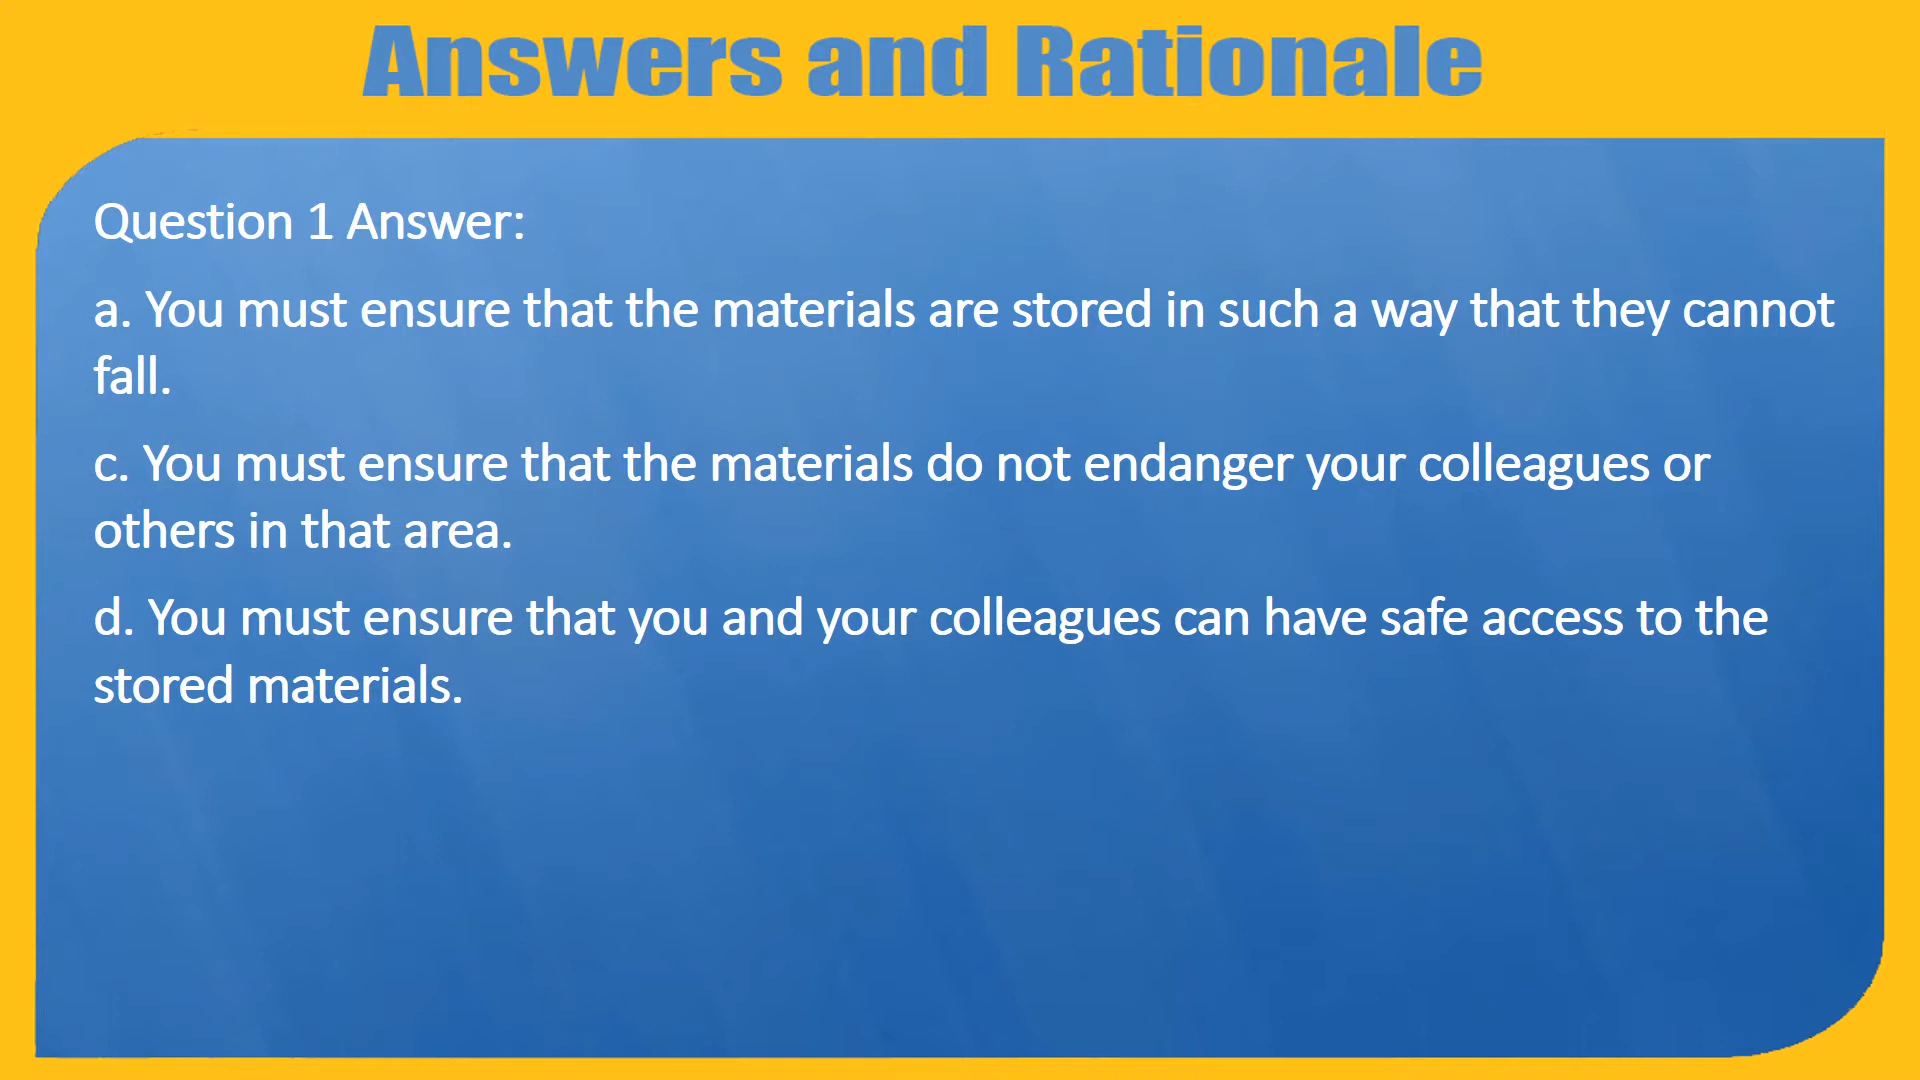 Answers and Rationale
Question 1 Answer:
a. You must ensure that the materials are stored in such a way that they cannot
fall.
c. You must ensure that the materials do not endanger your colleagues or
others in that area.
d. You must ensure that you and your colleagues can have safe access to the
stored materials.